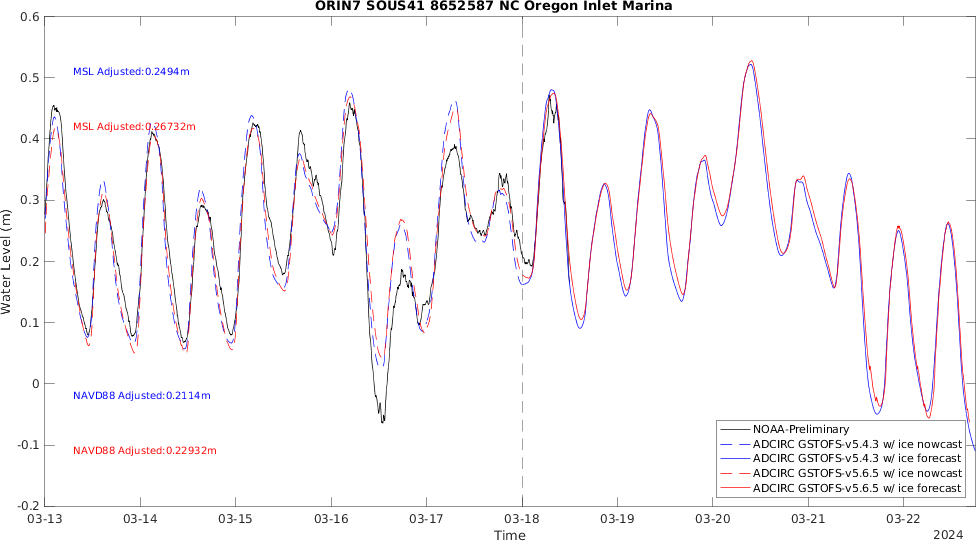 ORIN7 SOUS41 8652587 NC Oregon Inlet Marina
0.6
0.5
0.4
0.3
0.2
0.1
0
-0.1
-0.2
Water Level (m)
MSL Adjusted:0.2494m
MSL Adjusted:0.26732m
NAVD88 Adjusted:0.2114m
NAVD88 Adjusted:0.22932m
NOAA-Preliminary
ADCIRC GSTOFS-v5.4.3 w/ ice nowcast
ADCIRC GSTOFS-v5.4.3 w/ ice forecast
ADCIRC GSTOFS-v5.6.5 w/ ice nowcast
ADCIRC GSTOFS-v5.6.5 w/ ice forecast
03-13 03-14 03-15 03-16 03-17 03-18 03-19 03-20 03-21 03-22
Time
2024